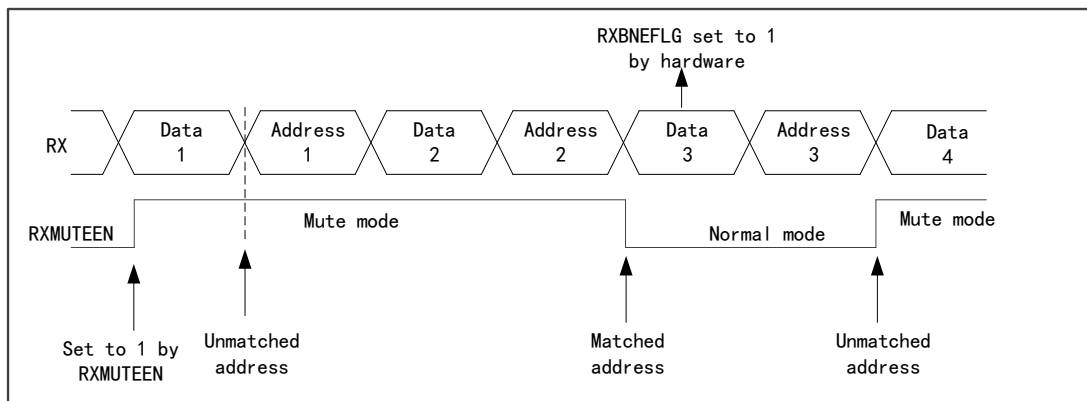 RXBNEFLG set to 1
by hardware
RX
Data
1
Address
1
Data
2
Address
2
Data
3
Address
3
Data
4
RXMUTEEN
Mute mode
Normal mode
Mute mode
Set to 1 by
RXMUTEEN
Unmatched
address
Matched
address
Unmatched
address